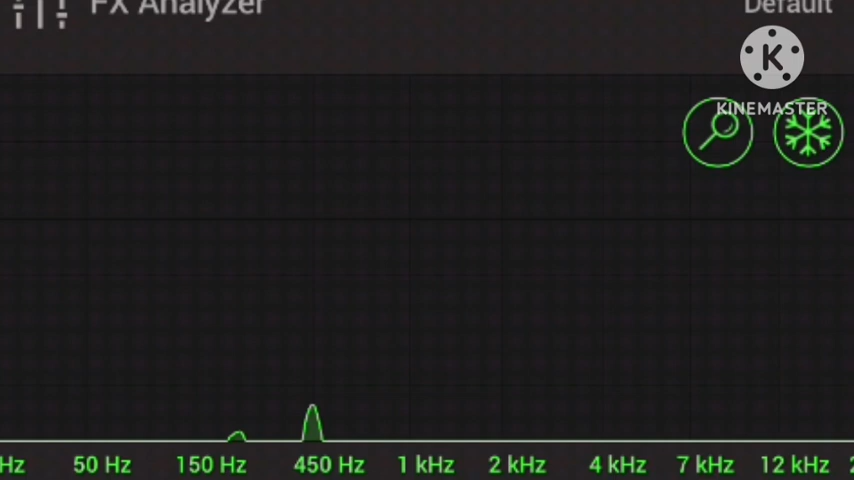 FX Analyzer
Default
K
KINEMASTER
Hz 50 Hz 150 Hz 450 Hz 1 kHz 2 kHz 4 kHz 7 kHz 12 kHz